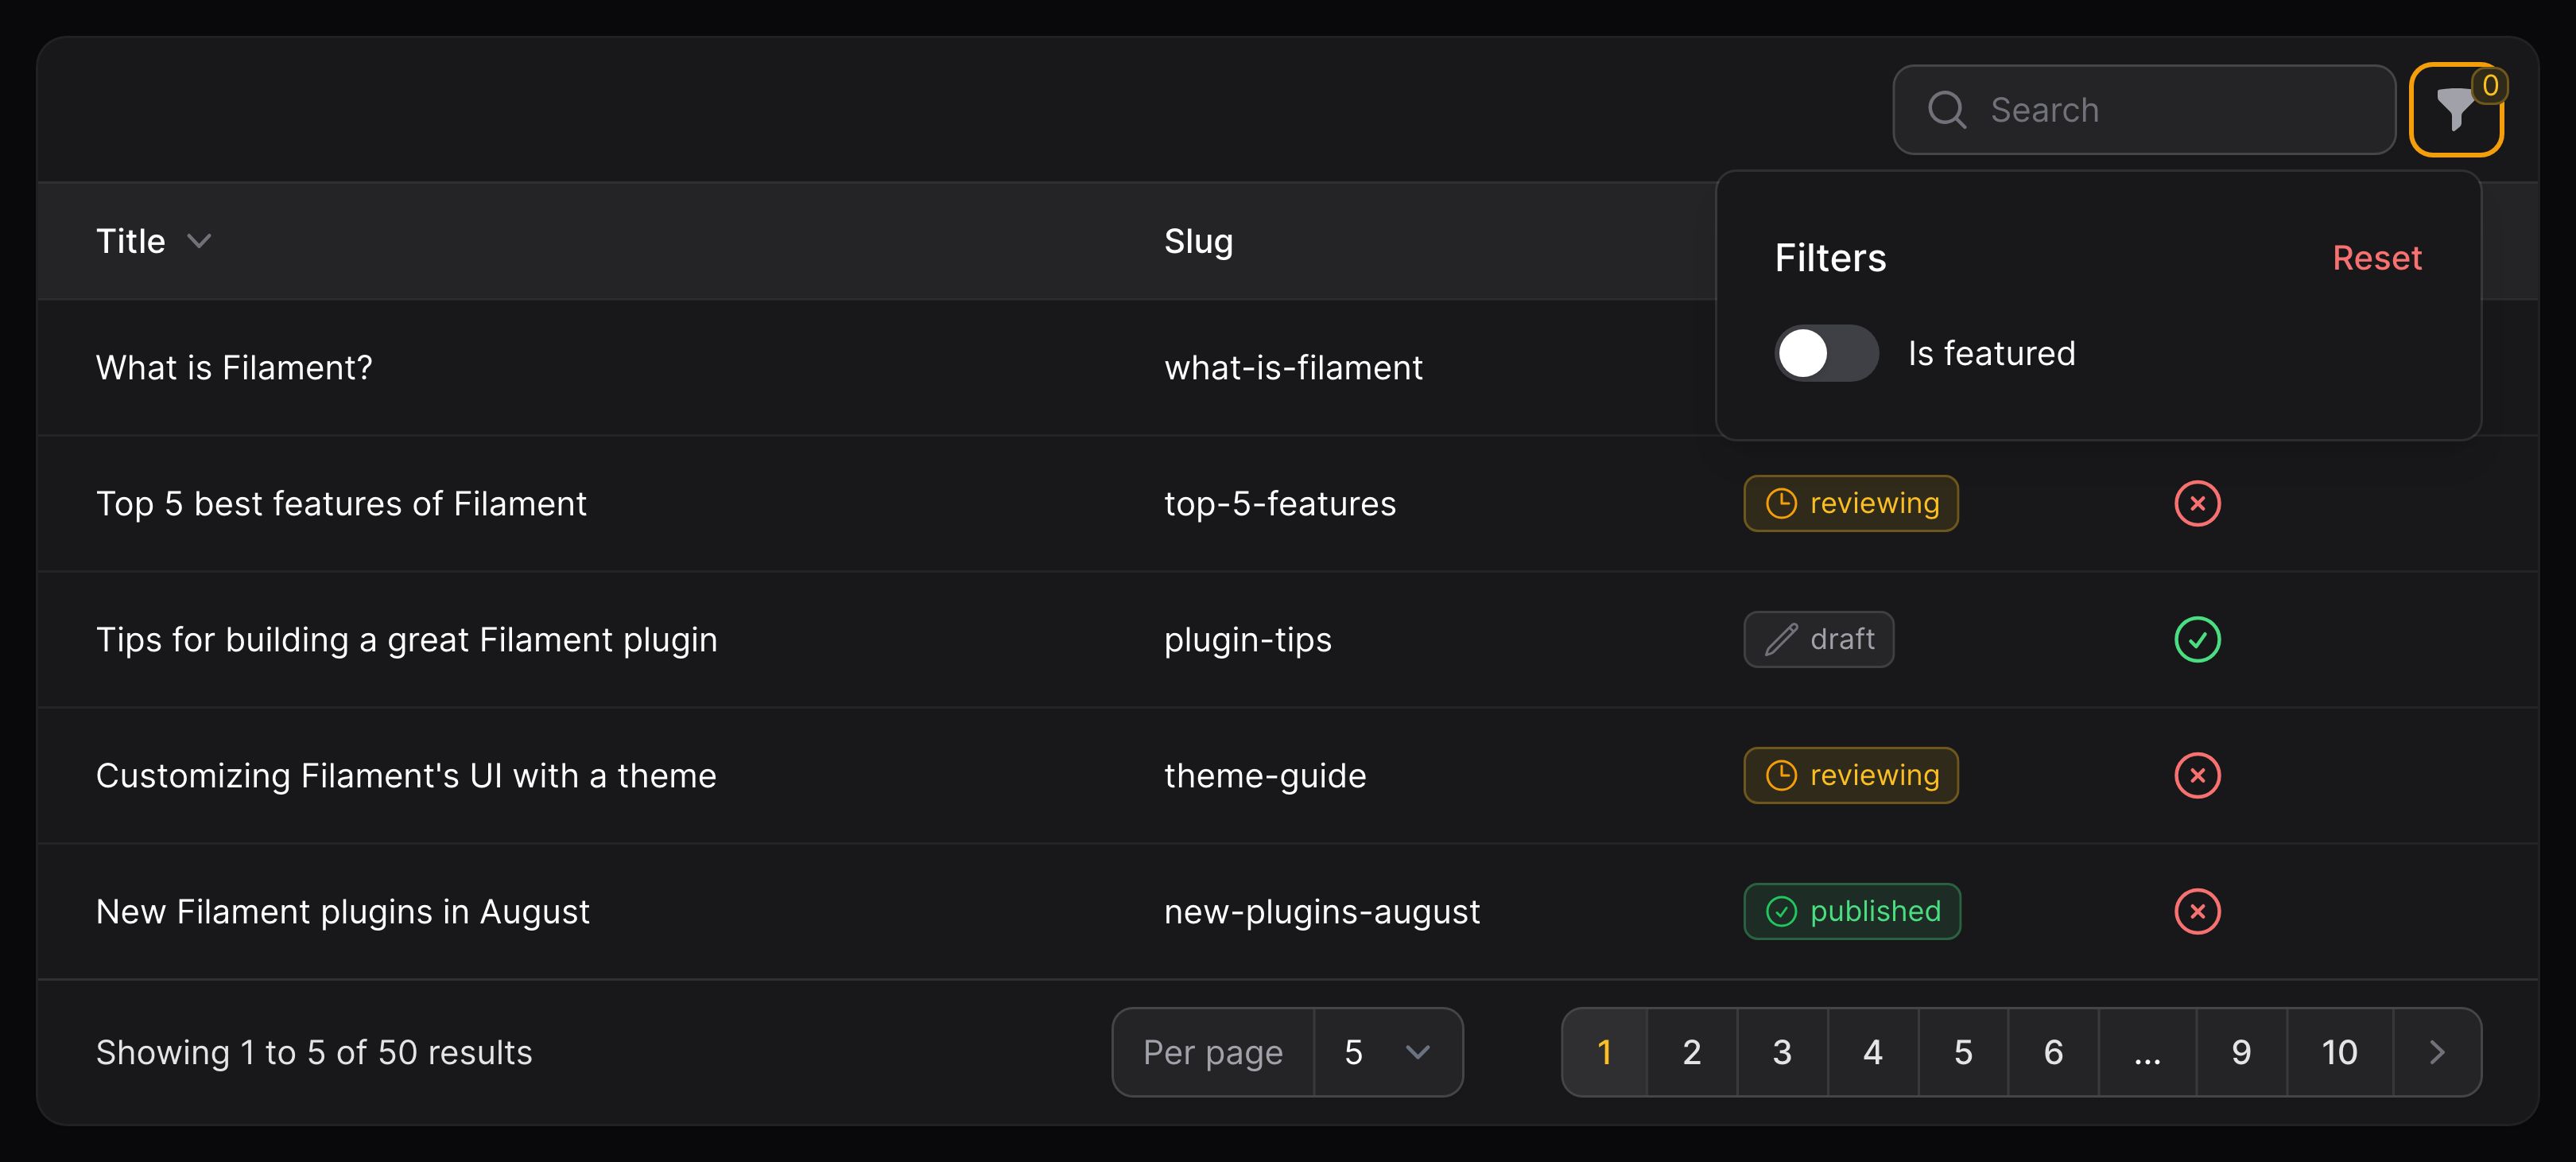 Search
0
Title
Slug
Filters
Reset
Is featured
What is Filament?
what-is-filament
Top 5 best features of Filament
top-5-features
reviewing
Tips for building a great Filament plugin
plugin-tips
draft
Customizing Filament's UI with a theme
theme-guide
reviewing
New Filament plugins in August
new-plugins-august
published
Showing 1 to 5 of 50 results
Per page
5
1 2 3 4 5 6 ... 9 10